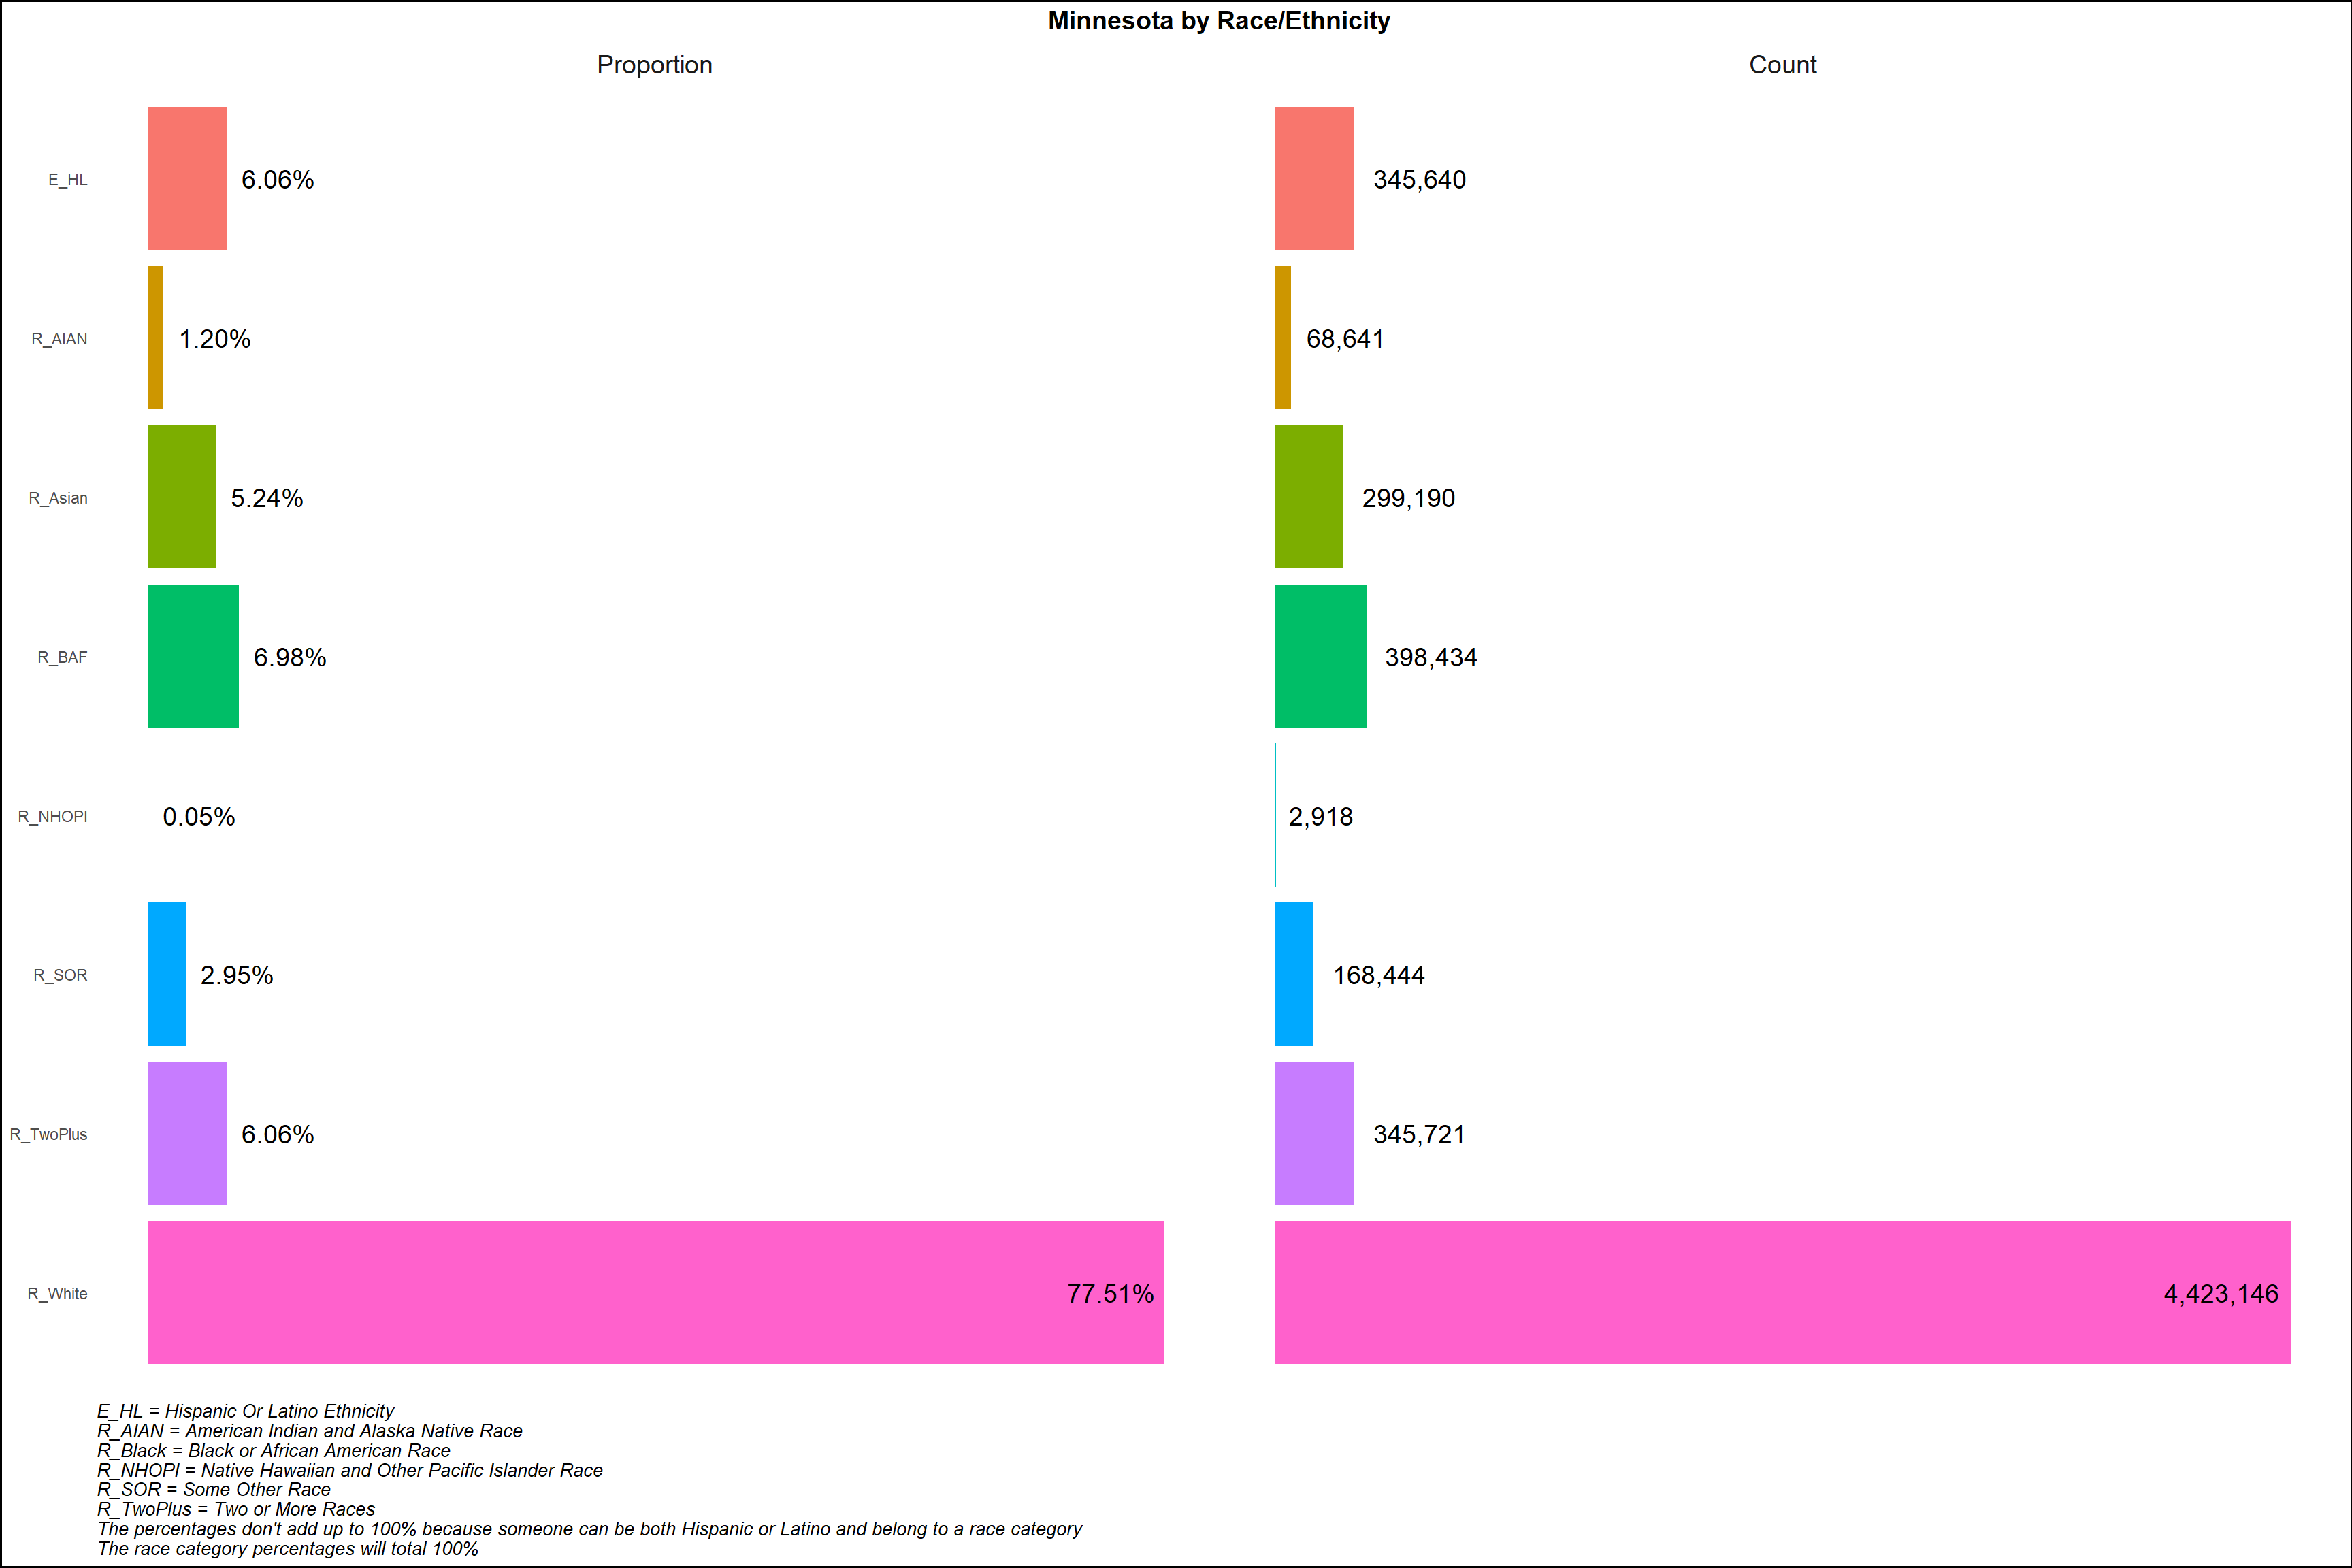 Minnesota by Race/Ethnicity
Proportion Count
E_HL 6.06% 345,640
R_AIAN 1.20% 68,641
R_Asian 5.24% 299,190
R_BAF 6.98% 398,434
R_NHOPI 0.05% 2,918
R_SOR 2.95% 168,444
R_TwoPlus 6.06% 345,721
R_White 77.51% 4,423,146
E_HL = Hispanic Or Latino Ethnicity
R_AIAN = American Indian and Alaska Native Race
R_Black = Black or African American Race
R_NHOPI = Native Hawaiian and Other Pacific Islander Race
R_SOR = Some Other Race
R_TwoPlus = Two or More Races
The percentages don't add up to 100% because someone can be both Hispanic or Latino and belong to a race category
The race category percentages will total 100%